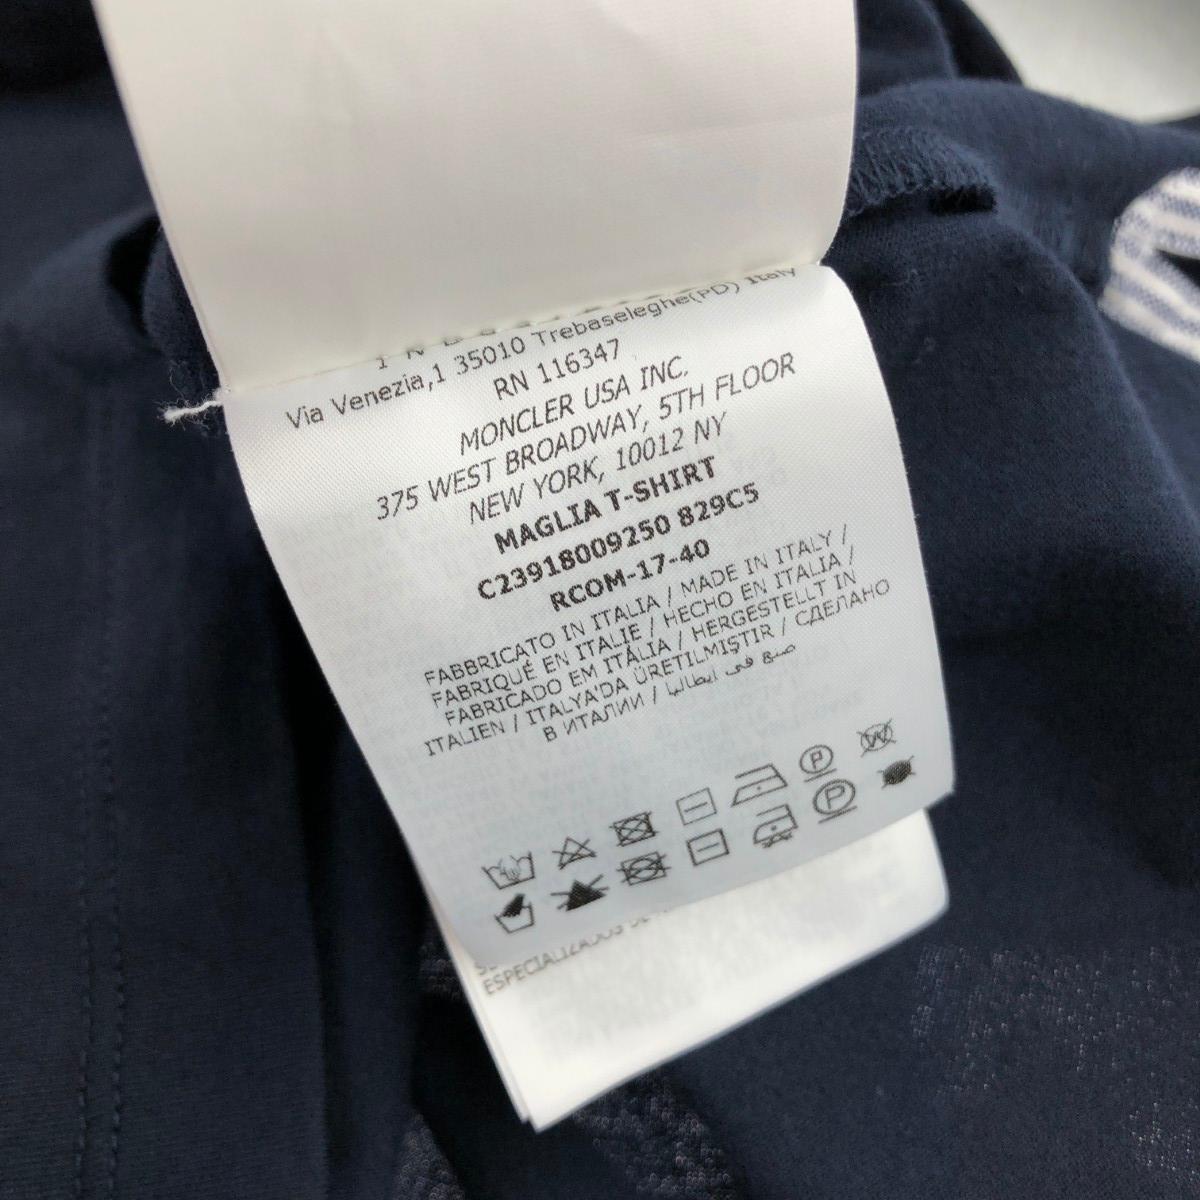 Via Venezia,1 35010 Trebaseleghe(PD) Italy
RN 116347
MONCLER USA INC.
375 WEST BROADWAY, 5TH FLOOR
NEW YORK, 10012 NY
MAGLIA T-SHIRT
C23918009250 829C5
RCOM-17-40
FABBRICATO IN ITALIA / MADE IN ITALY /
FABRIQUÉ EN ITALIE / HECHO EN ITALIA /
FABRICADO EM ITÁLIA / HERGESTELLT IN
ITALIEN / ITALYA'DA ÜRETILMIŞTIR / СДЕЛАНО
В ИТАЛИИ / صنع في ايطاليا
P
W
P
ESPECIALIZADOS